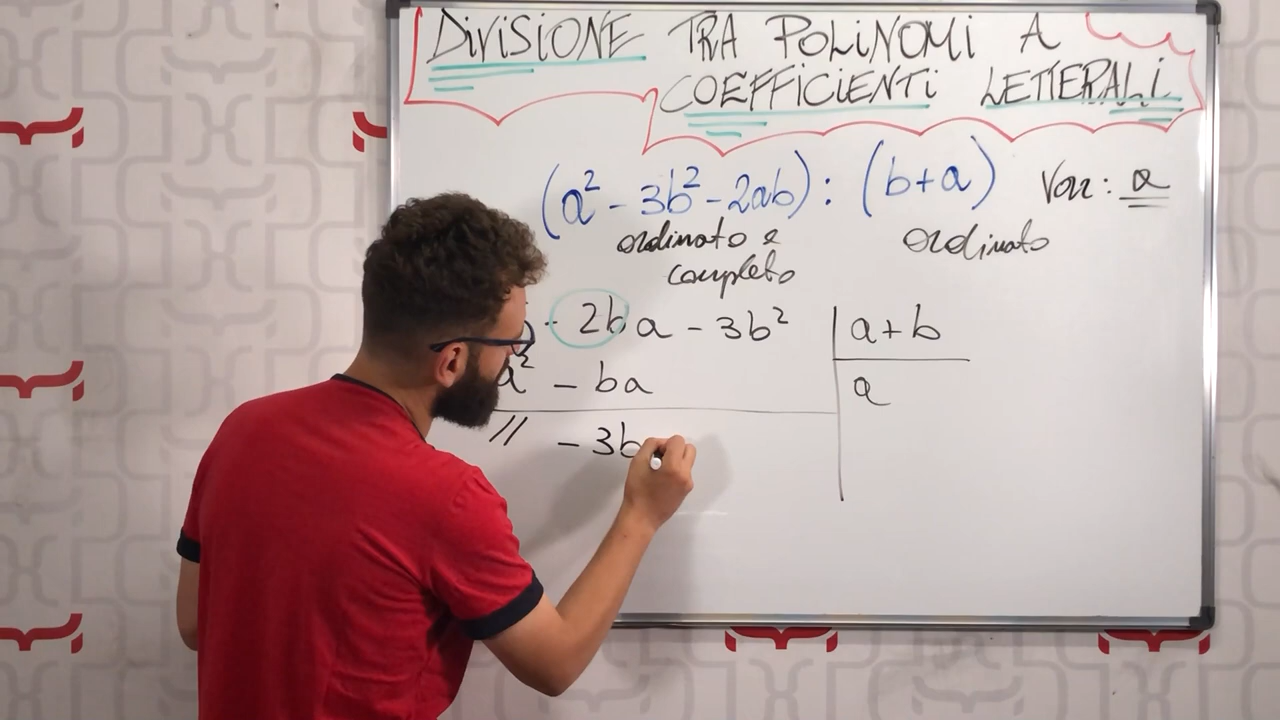 DIVISIONE TRA POLINOMI A
COEFFICIENTI LETTERALI
(a² - 3b² - 2ab) : (b + a) Var : a
ordinato e
completo
ordinato
- 2ba - 3b² a + b
a² - ba a
// - 3b